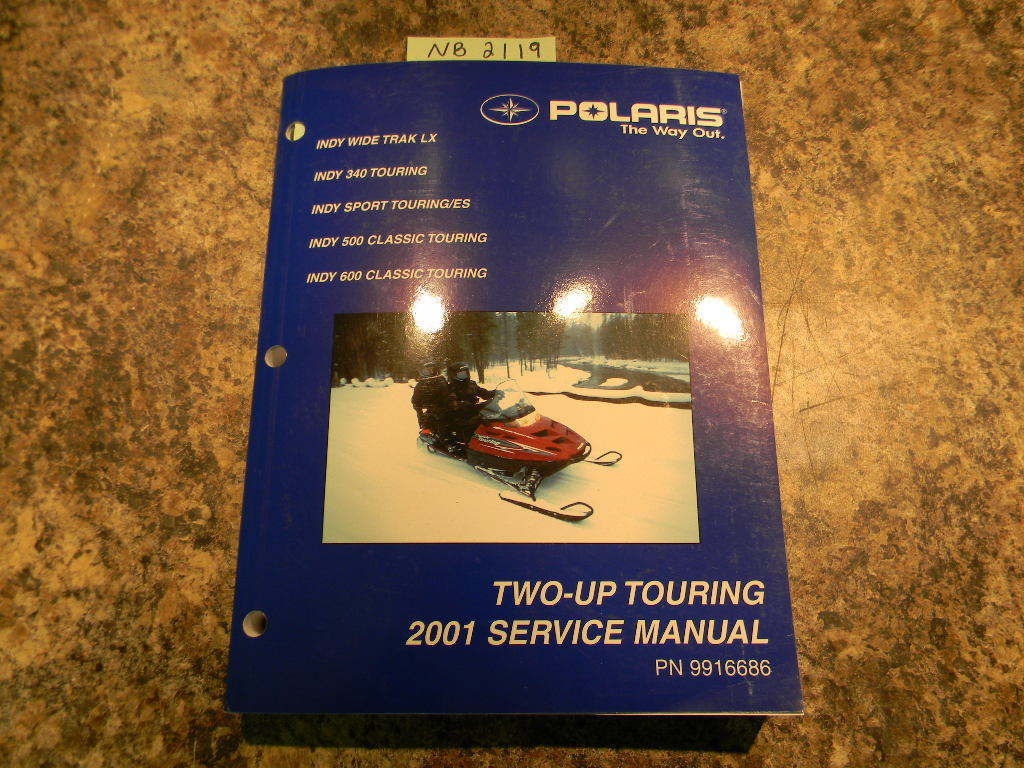 NB 2119
POLARIS®
The Way Out.
INDY WIDE TRAK LX
INDY 340 TOURING
INDY SPORT TOURING/ES
INDY 500 CLASSIC TOURING
INDY 600 CLASSIC TOURING
TWO-UP TOURING
2001 SERVICE MANUAL
PN 9916686